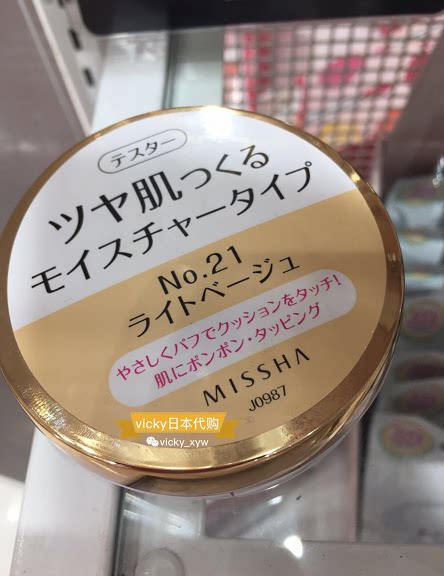 テスター
ツヤ肌つくる
モイスチャータイプ
No.21
ライトベージュ
やさしくパフでクッションをタッチ!
肌にポンポン・タッピング
MISSHA
J0987
vicky日本代购
vicky_xyw